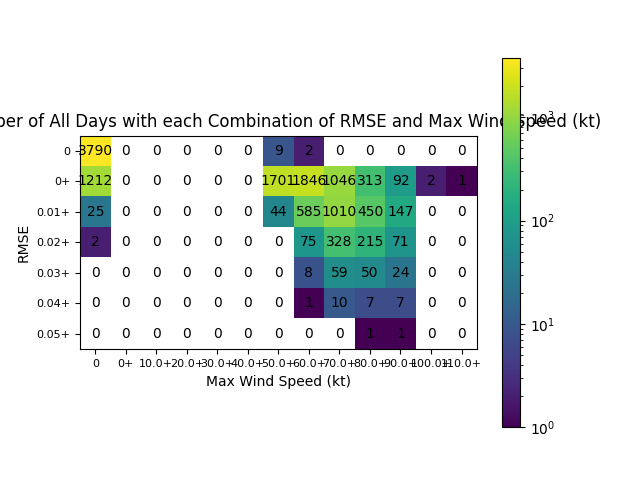 ber of All Days with each Combination of RMSE and Max Wind Speed (kt)
RMSE
0 3790 0 0 0 0 0 9 2 0 0 0 0 0
0+ 1212 0 0 0 0 0 1701 1846 1046 313 92 2 1
0.01+ 25 0 0 0 0 0 44 585 1010 450 147 0 0
0.02+ 2 0 0 0 0 0 0 75 328 215 71 0 0
0.03+ 0 0 0 0 0 0 0 8 59 50 24 0 0
0.04+ 0 0 0 0 0 0 0 1 10 7 7 0 0
0.05+ 0 0 0 0 0 0 0 0 0 1 1 0 0
0 0+ 10.0+ 20.0+ 30.0+ 40.0+ 50.0+ 60.0+ 70.0+ 80.0+ 90.0+ 100.0+ 110.0+
Max Wind Speed (kt)
10³
10²
10¹
10⁰